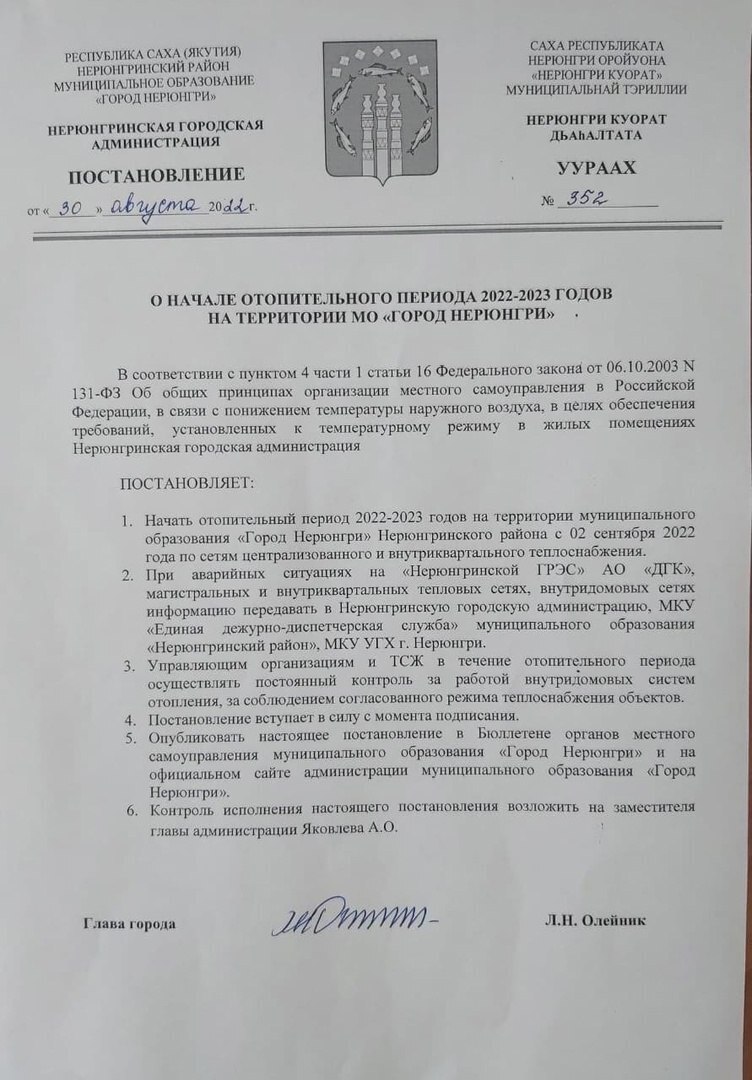 РЕСПУБЛИКА САХА (ЯКУТИЯ)
НЕРЮНГРИНСКИЙ РАЙОН
МУНИЦИПАЛЬНОЕ ОБРАЗОВАНИЕ
«ГОРОД НЕРЮНГРИ»
НЕРЮНГРИНСКАЯ ГОРОДСКАЯ
АДМИНИСТРАЦИЯ
ПОСТАНОВЛЕНИЕ
от « 30 » августа 2022 г.
САХА РЕСПУБЛИКАТА
НЕРЮНГРИ ОРОЙУОНА
«НЕРЮНГРИ КУОРАТ»
МУНИЦИПАЛЬНАЙ ТЭРИЛЛИИ
НЕРЮНГРИ КУОРАТ
ДЬАҺАЛТАТА
УУРААХ
№ 352
О НАЧАЛЕ ОТОПИТЕЛЬНОГО ПЕРИОДА 2022-2023 ГОДОВ
НА ТЕРРИТОРИИ МО «ГОРОД НЕРЮНГРИ»
В соответствии с пунктом 4 части 1 статьи 16 Федерального закона от 06.10.2003 N
131-ФЗ Об общих принципах организации местного самоуправления в Российской
Федерации, в связи с понижением температуры наружного воздуха, в целях обеспечения
требований, установленных к температурному режиму в жилых помещениях
Нерюнгринская городская администрация
ПОСТАНОВЛЯЕТ:
1. Начать отопительный период 2022-2023 годов на территории муниципального
образования «Город Нерюнгри» Нерюнгринского района с 02 сентября 2022
года по сетям централизованного и внутриквартального теплоснабжения.
2. При аварийных ситуациях на «Нерюнгринской ГРЭС» АО «ДГК»,
магистральных и внутриквартальных тепловых сетях, внутридомовых сетях
информацию передавать в Нерюнгринскую городскую администрацию, МКУ
«Единая дежурно-диспетчерская служба» муниципального образования
«Нерюнгринский район», МКУ УГХ г. Нерюнгри.
3. Управляющим организациям и ТСЖ в течение отопительного периода
осуществлять постоянный контроль за работой внутридомовых систем
отопления, за соблюдением согласованного режима теплоснабжения объектов.
4. Постановление вступает в силу с момента подписания.
5. Опубликовать настоящее постановление в Бюллетене органов местного
самоуправления муниципального образования «Город Нерюнгри» и на
официальном сайте администрации муниципального образования «Город
Нерюнгри».
6. Контроль исполнения настоящего постановления возложить на заместителя
главы администрации Яковлева А.О.
Глава города
Л.Н. Олейник